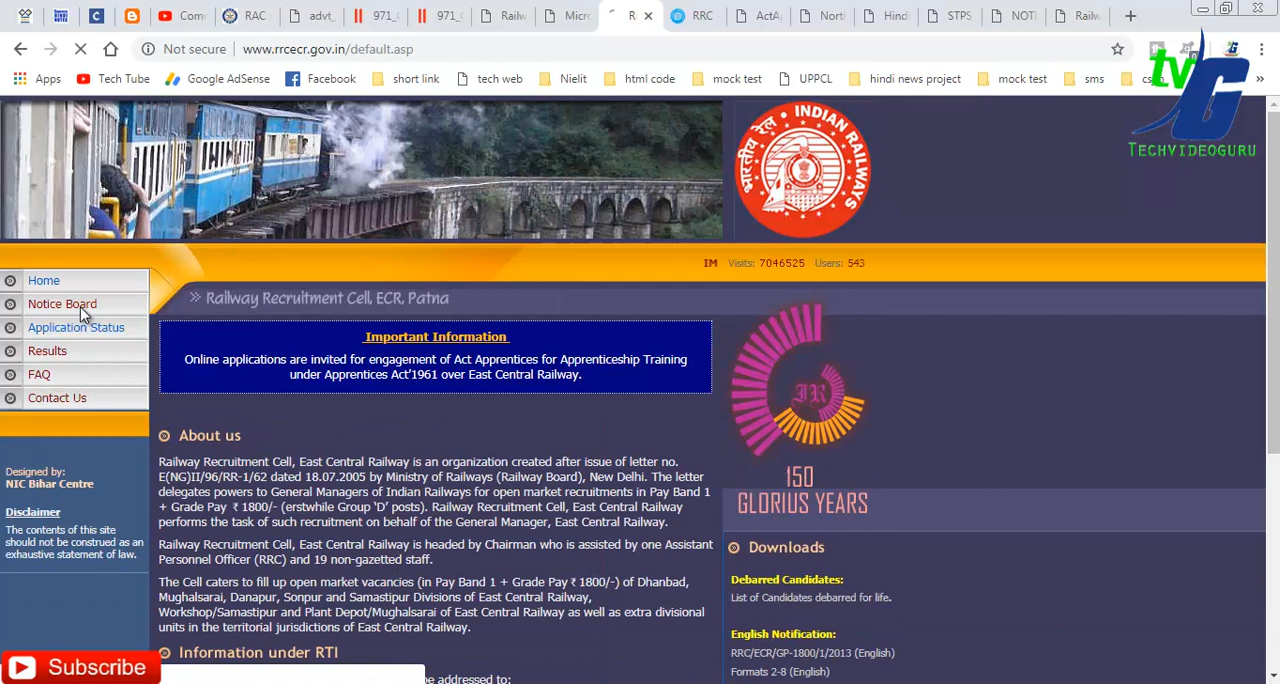 Com
RAC
advt_
971_
971_
Railw
Micro
R
RRC
ActA
North
Hindi
STPS_
NOTI
Railw
Not secure
www.rrcecr.gov.in/default.asp
Apps
Tech Tube
Google AdSense
Facebook
short link
tech web
Nielit
html code
mock test
UPPCL
hindi news project
mock test
sms
tv
G
TECHVIDEOGURU
भारतीय रेल
INDIAN RAILWAYS
IM Visits: 7046525 Users: 543
Home
Notice Board
Application Status
Results
FAQ
Contact Us
Railway Recruitment Cell, ECR, Patna
Important Information
Online applications are invited for engagement of Act Apprentices for Apprenticeship Training
under Apprentices Act'1961 over East Central Railway.
About us
Railway Recruitment Cell, East Central Railway is an organization created after issue of letter no.
E(NG)II/96/RR-1/62 dated 18.07.2005 by Ministry of Railways (Railway Board), New Delhi. The letter
delegates powers to General Managers of Indian Railways for open market recruitments in Pay Band 1
+ Grade Pay ₹ 1800/- (erstwhile Group 'D' posts). Railway Recruitment Cell, East Central Railway
performs the task of such recruitment on behalf of the General Manager, East Central Railway.
Railway Recruitment Cell, East Central Railway is headed by Chairman who is assisted by one Assistant
Personnel Officer (RRC) and 19 non-gazetted staff.
The Cell caters to fill up open market vacancies (in Pay Band 1 + Grade Pay ₹ 1800/-) of Dhanbad,
Mughalsarai, Danapur, Sonpur and Samastipur Divisions of East Central Railway,
Workshop/Samastipur and Plant Depot/Mughalsarai of East Central Railway as well as extra divisional
units in the territorial jurisdictions of East Central Railway.
Information under RTI
be addressed to:
IR
150
GLORIUS YEARS
Downloads
Debarred Candidates:
List of Candidates debarred for life.
English Notification:
RRC/ECR/GP-1800/1/2013 (English)
Formats 2-8 (English)
Designed by:
NIC Bihar Centre
Disclaimer
The contents of this site
should not be construed as an
exhaustive statement of law.
Subscribe